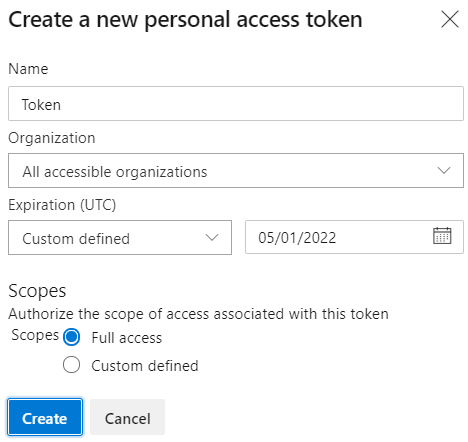 Create a new personal access token
Name
Token
Organization
All accessible organizations
Expiration (UTC)
Custom defined 05/01/2022
Scopes
Authorize the scope of access associated with this token
Scopes Full access
Custom defined
Create Cancel